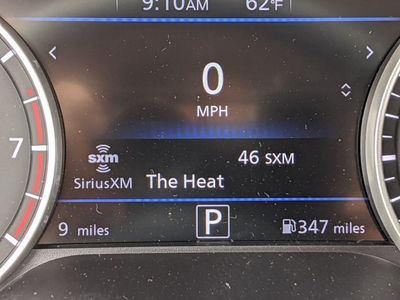 9:10AM 62°F
0
MPH
7
sxm 46 SXM
SiriusXM The Heat
9 miles P 347 miles